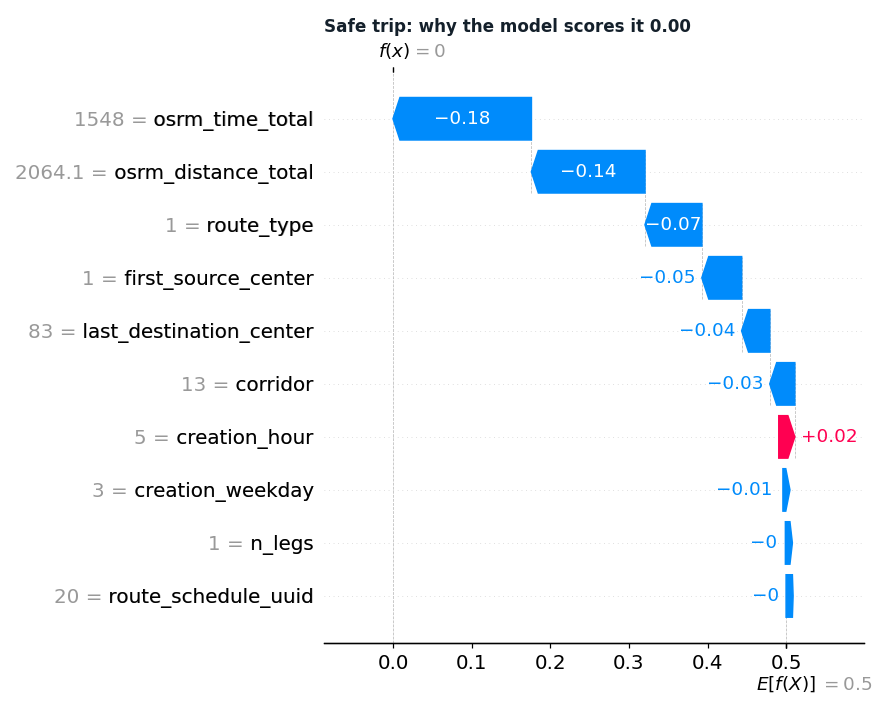 Safe trip: why the model scores it 0.00
f(x) = 0
1548 = osrm_time_total
−0.18
2064.1 = osrm_distance_total
−0.14
1 = route_type
−0.07
1 = first_source_center
−0.05
83 = last_destination_center
−0.04
13 = corridor
−0.03
5 = creation_hour
+0.02
3 = creation_weekday
−0.01
1 = n_legs
−0
20 = route_schedule_uuid
−0
0.0 0.1 0.2 0.3 0.4 0.5
E[f(X)] = 0.5